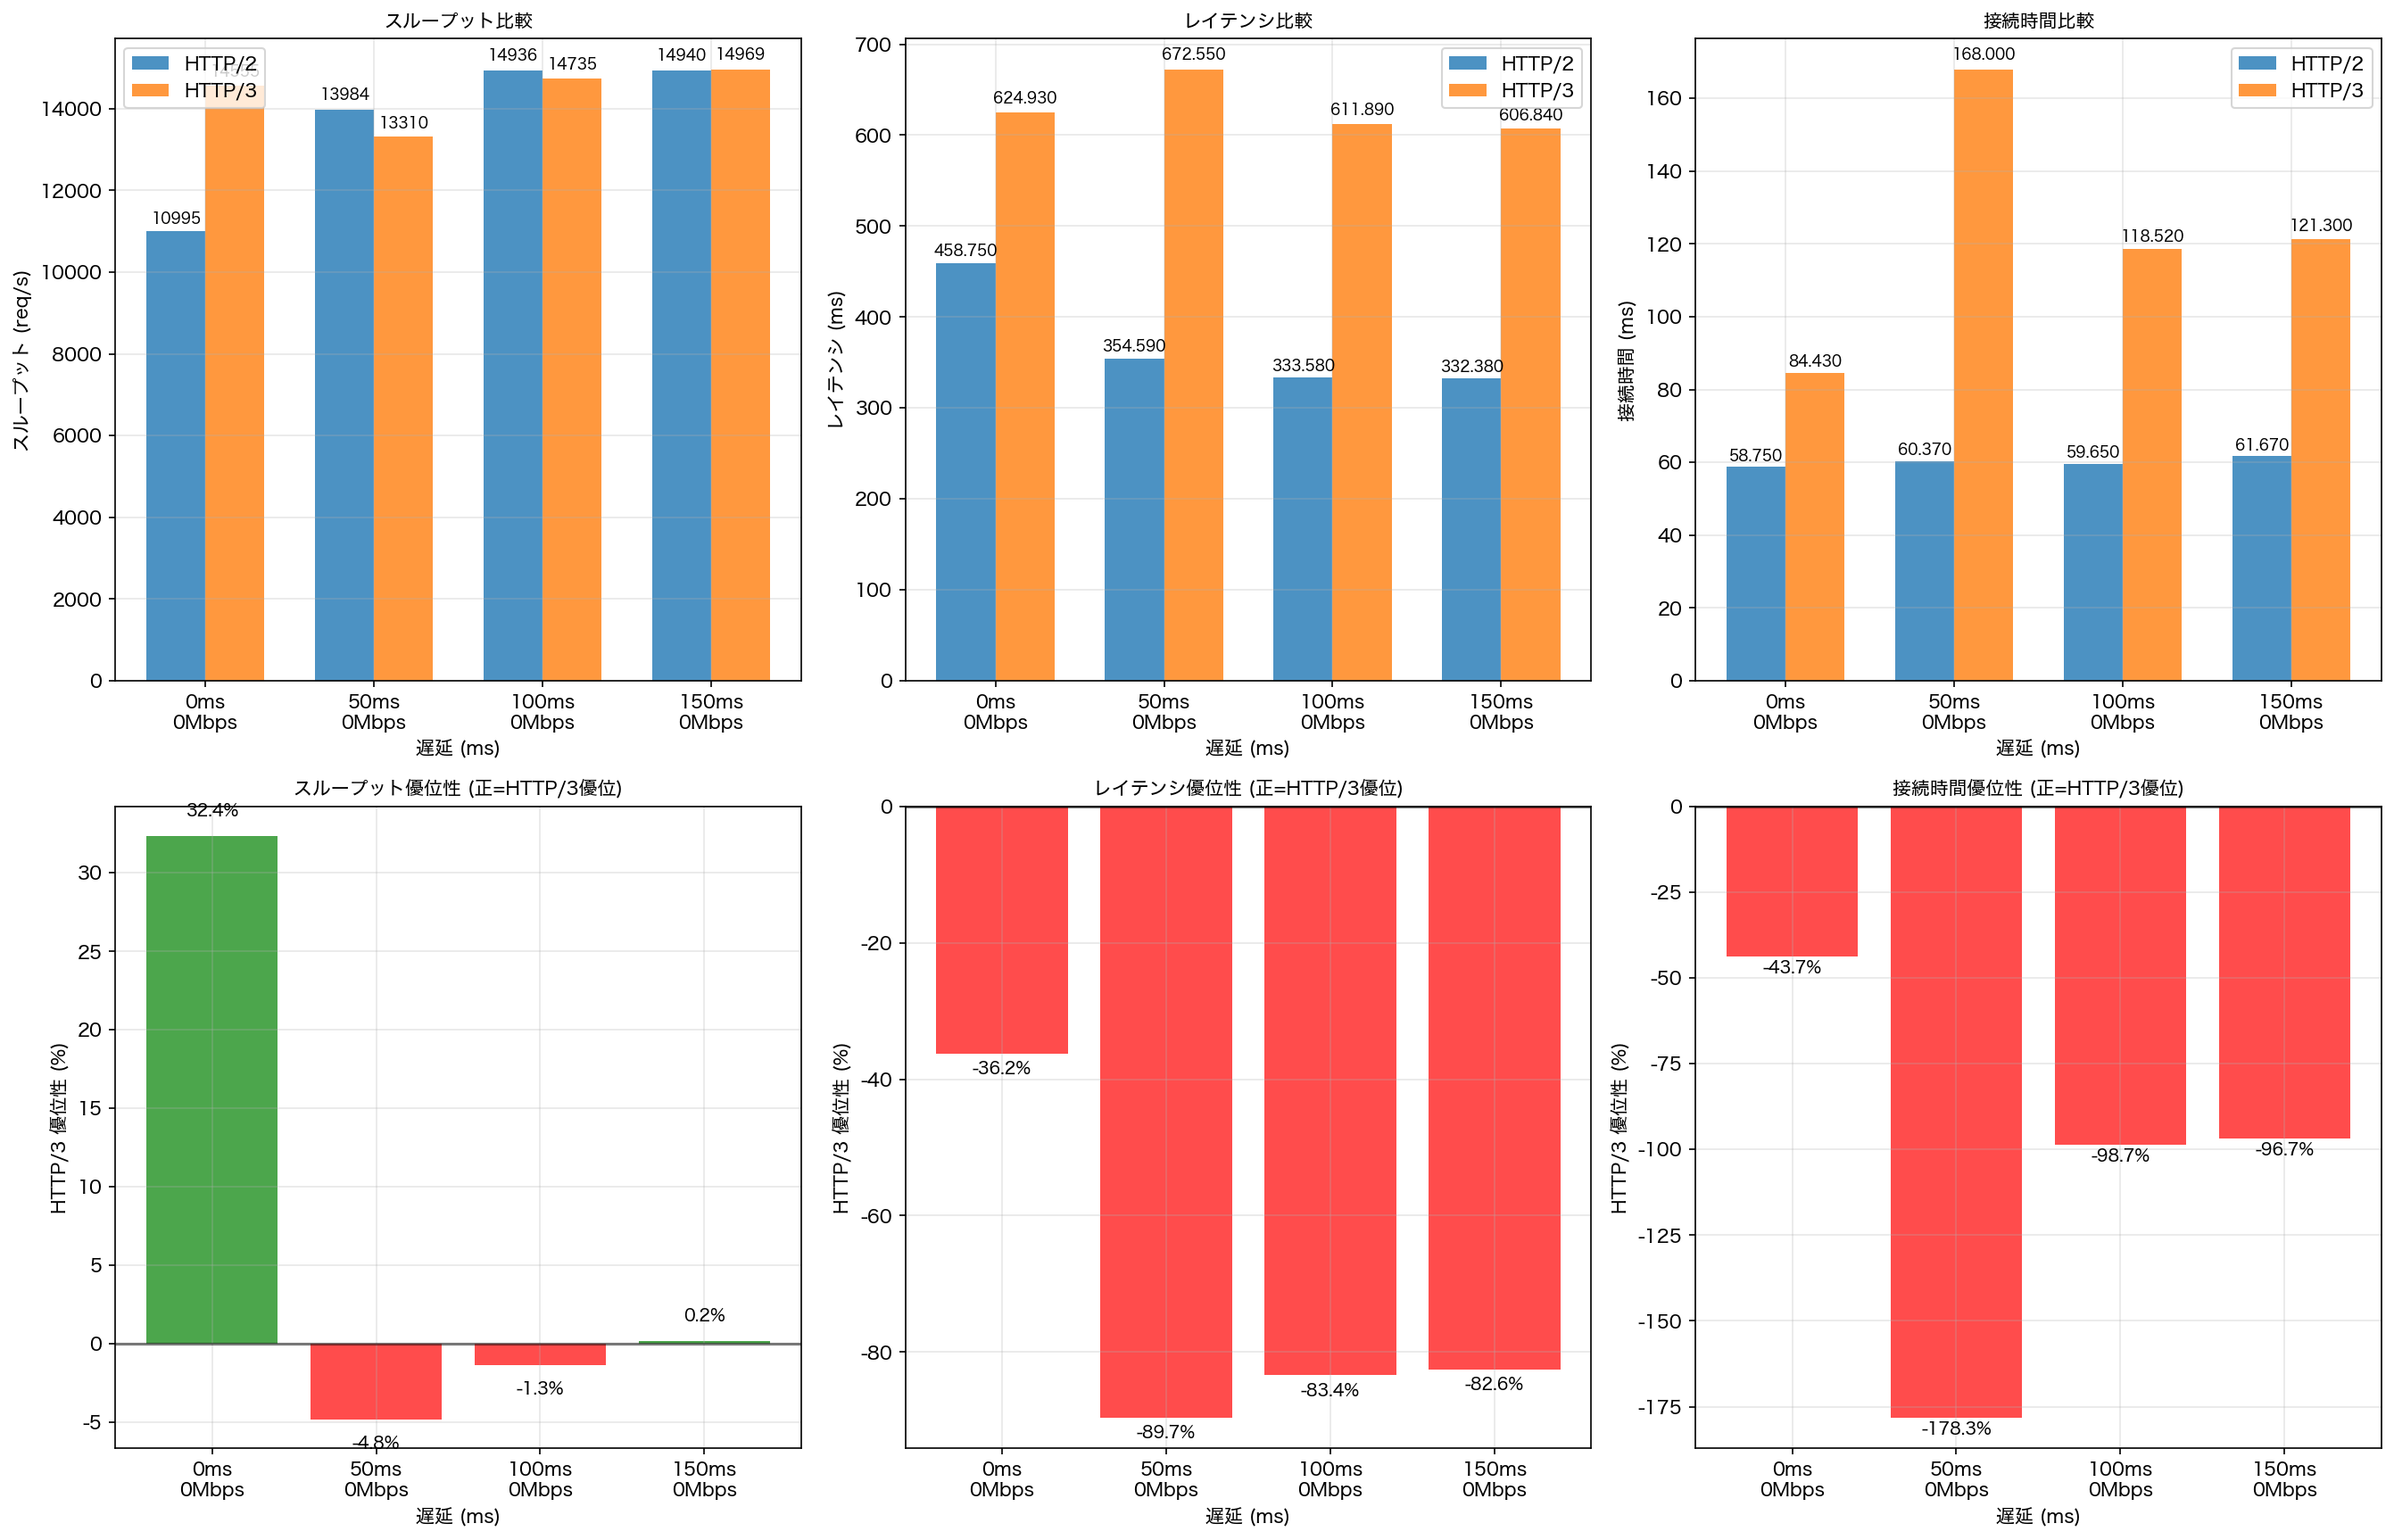 スループット比較
HTTP/2
HTTP/3
10995
13984
13310
14936
14735
14940
14969
14000
12000
10000
8000
6000
4000
2000
0
スループット (req/s)
0ms
0Mbps
50ms
0Mbps
100ms
0Mbps
150ms
0Mbps
遅延 (ms)
レイテンシ比較
HTTP/2
HTTP/3
458.750
624.930
354.590
672.550
333.580
611.890
332.380
606.840
700
600
500
400
300
200
100
0
レイテンシ (ms)
0ms
0Mbps
50ms
0Mbps
100ms
0Mbps
150ms
0Mbps
遅延 (ms)
接続時間比較
HTTP/2
HTTP/3
58.750
84.430
60.370
168.000
59.650
118.520
61.670
121.300
160
140
120
100
80
60
40
20
0
接続時間 (ms)
0ms
0Mbps
50ms
0Mbps
100ms
0Mbps
150ms
0Mbps
遅延 (ms)
スループット優位性 (正=HTTP/3優位)
32.4%
-4.8%
-1.3%
0.2%
30
25
20
15
10
5
0
-5
HTTP/3 優位性 (%)
0ms
0Mbps
50ms
0Mbps
100ms
0Mbps
150ms
0Mbps
遅延 (ms)
レイテンシ優位性 (正=HTTP/3優位)
-36.2%
-89.7%
-83.4%
-82.6%
0
-20
-40
-60
-80
HTTP/3 優位性 (%)
0ms
0Mbps
50ms
0Mbps
100ms
0Mbps
150ms
0Mbps
遅延 (ms)
接続時間優位性 (正=HTTP/3優位)
-43.7%
-178.3%
-98.7%
-96.7%
0
-25
-50
-75
-100
-125
-150
-175
HTTP/3 優位性 (%)
0ms
0Mbps
50ms
0Mbps
100ms
0Mbps
150ms
0Mbps
遅延 (ms)